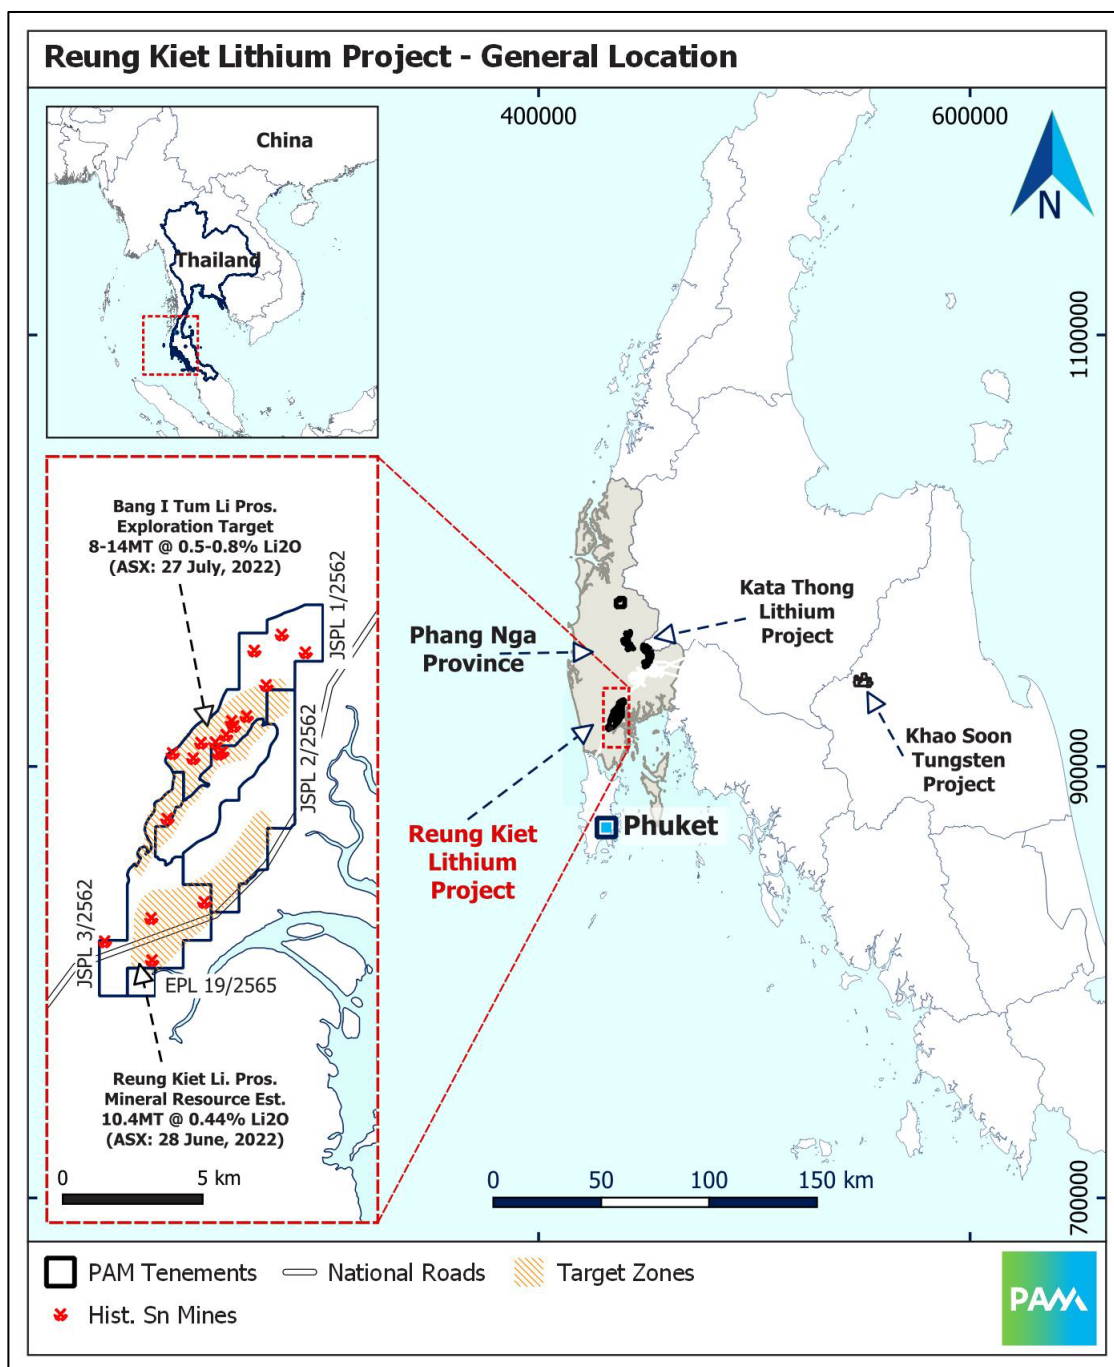 Reung Kiet Lithium Project - General Location
400000
600000
N
1100000
900000
700000
China
Thailand
Bang I Tum Li Pros.
Exploration Target
8-14MT @ 0.5-0.8% Li2O
(ASX: 27 July, 2022)
JSPL 1/2562
JSPL 2/2562
JSPL 3/2562
EPL 19/2565
Reung Kiet Li. Pros.
Mineral Resource Est.
10.4MT @ 0.44% Li2O
(ASX: 28 June, 2022)
0 5 km
Phang Nga
Province
Kata Thong
Lithium
Project
Khao Soon
Tungsten
Project
Reung Kiet
Lithium
Project
Phuket
0 50 100 150 km
PAM Tenements
National Roads
Target Zones
Hist. Sn Mines
PAM